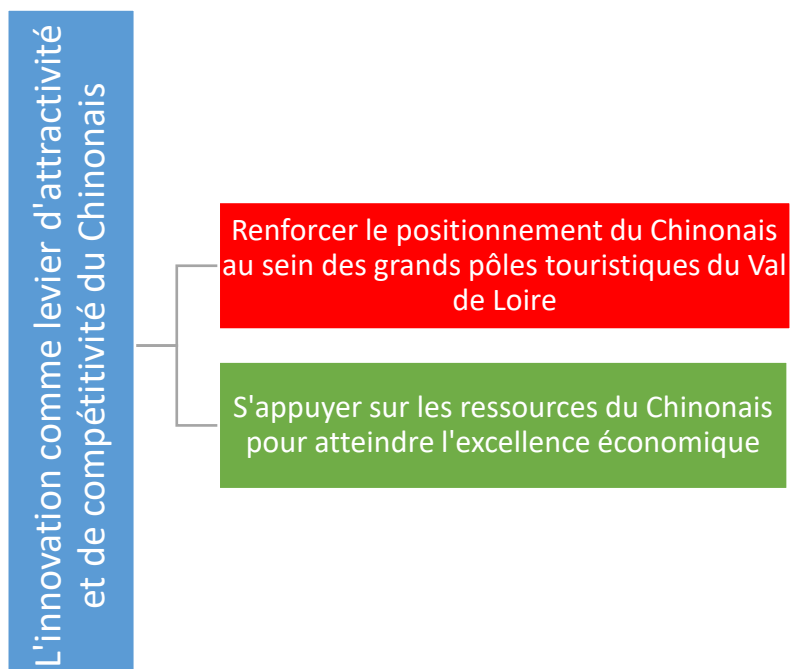 L'innovation comme levier d'attractivité
et de compétitivité du Chinonais
Renforcer le positionnement du Chinonais
au sein des grands pôles touristiques du Val
de Loire
S'appuyer sur les ressources du Chinonais
pour atteindre l'excellence économique